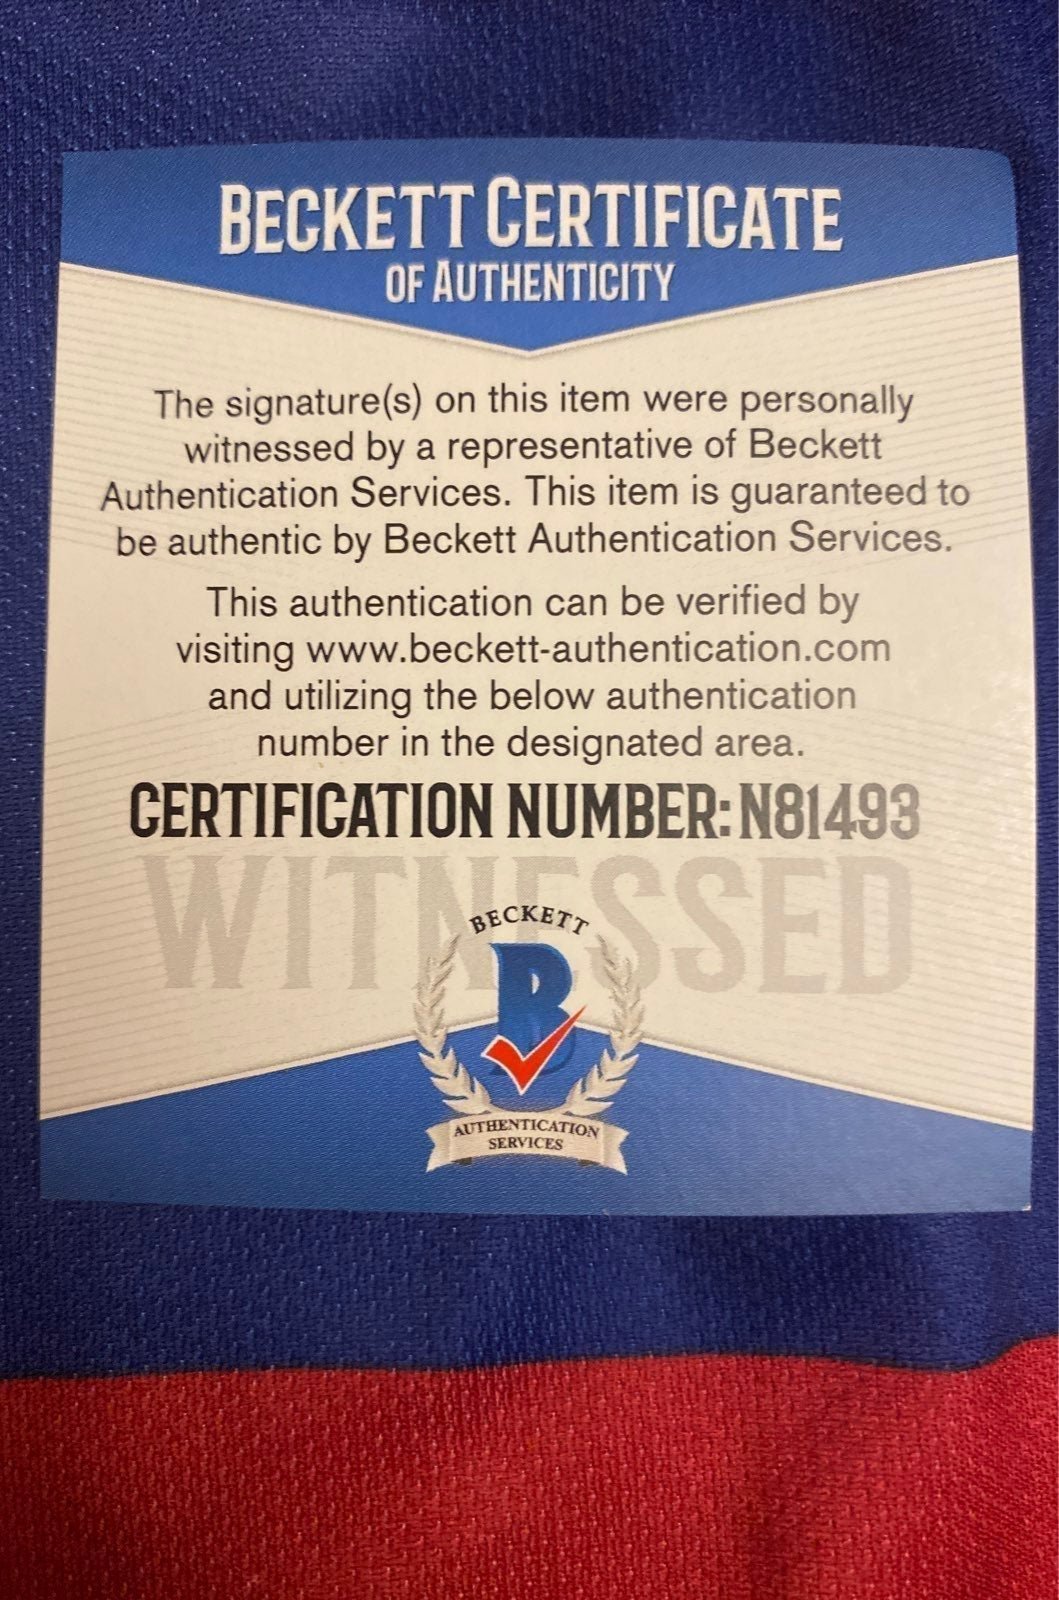 BECKETT CERTIFICATE
OF AUTHENTICITY
The signature(s) on this item were personally
witnessed by a representative of Beckett
Authentication Services. This item is guaranteed to
be authentic by Beckett Authentication Services.
This authentication can be verified by
visiting www.beckett-authentication.com
and utilizing the below authentication
number in the designated area.
CERTIFICATION NUMBER: N81493
WITNESSED
BECKETT
B
AUTHENTICATION
SERVICES